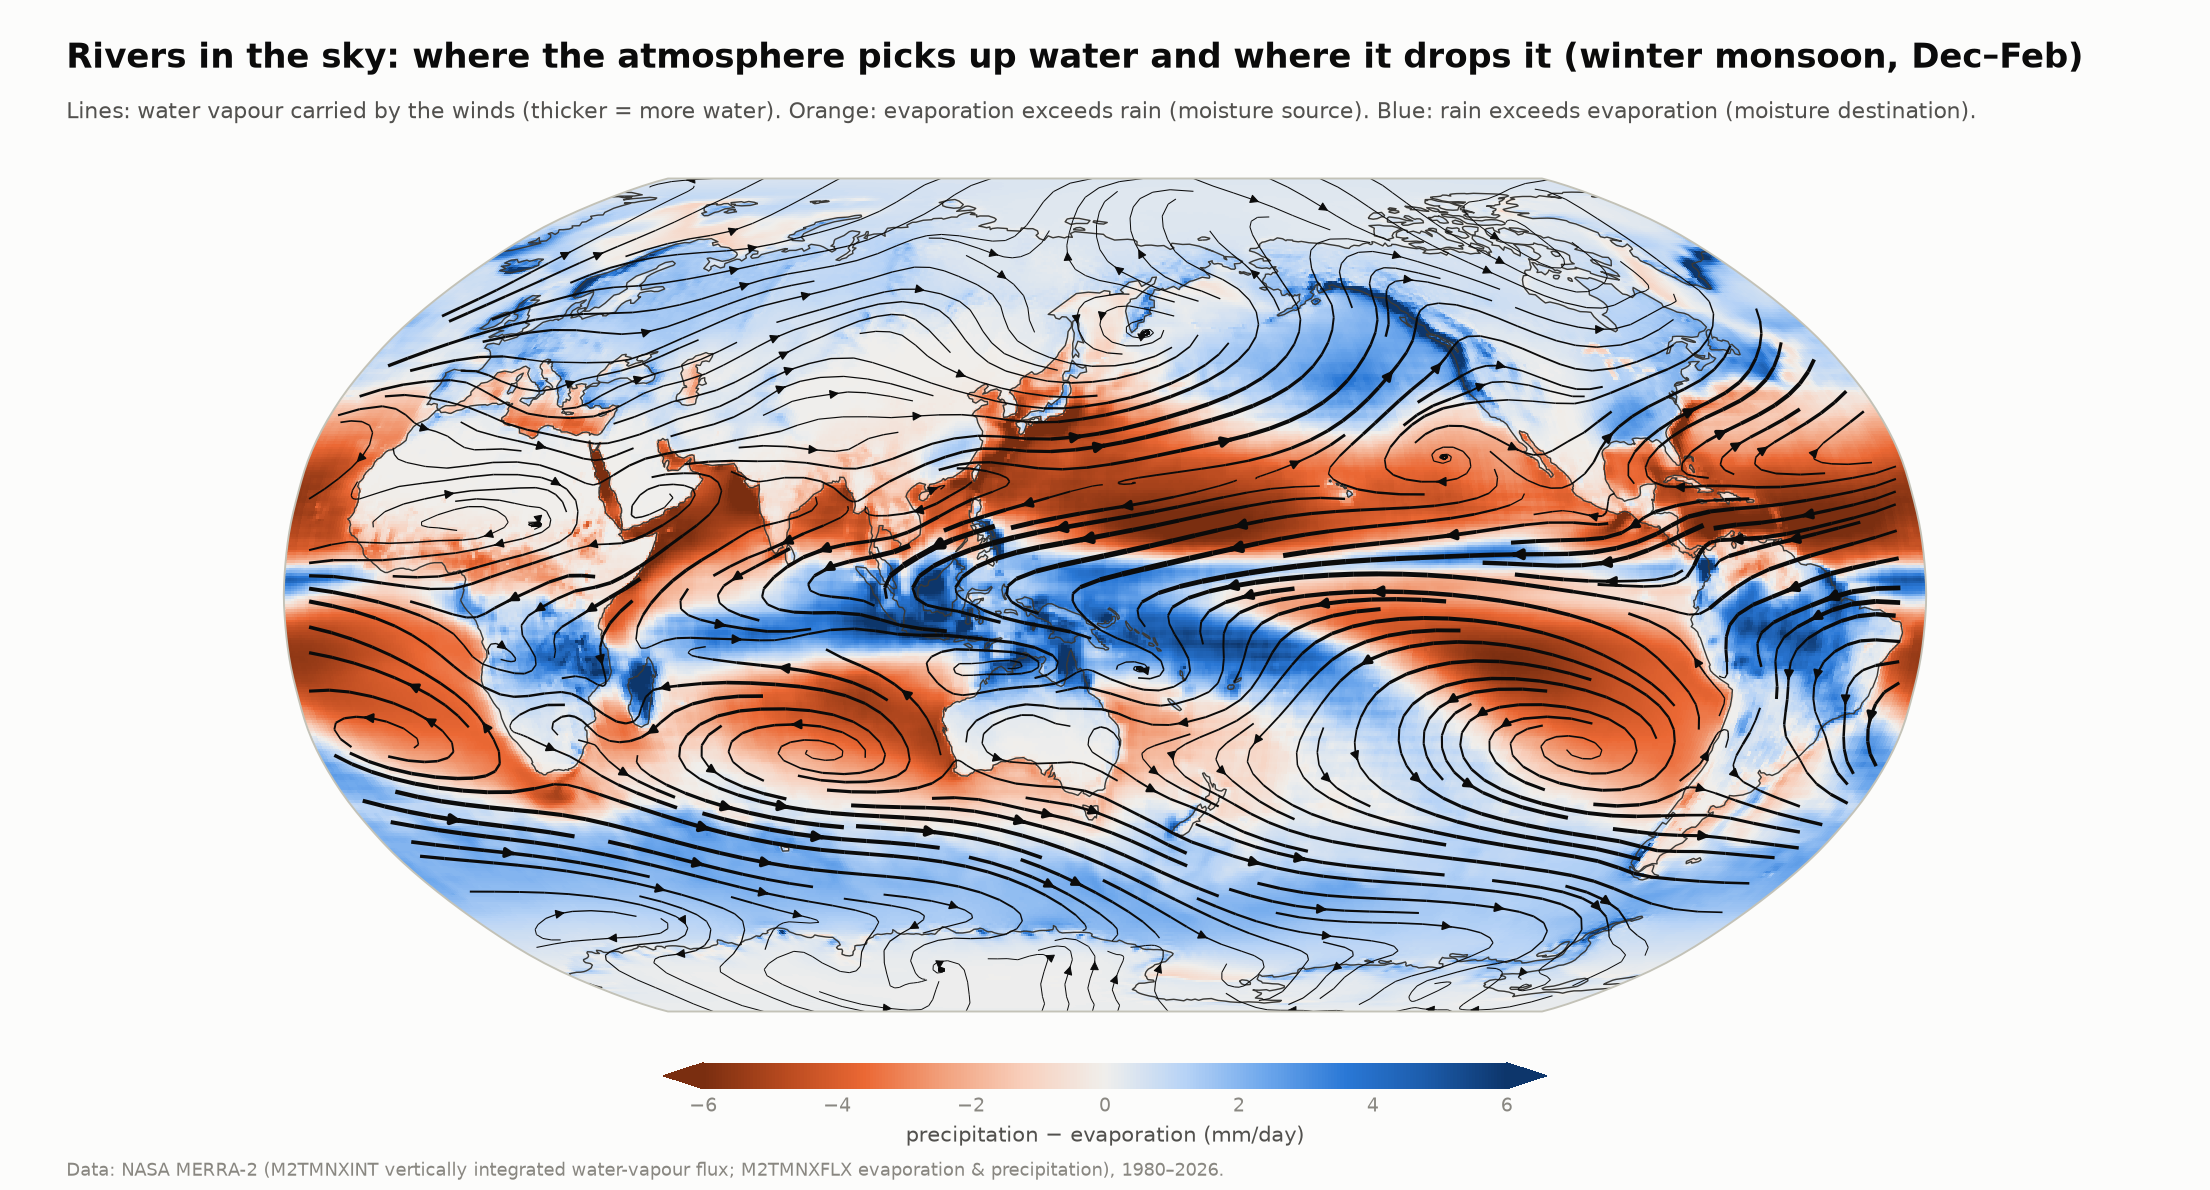 Rivers in the sky: where the atmosphere picks up water and where it drops it (winter monsoon, Dec–Feb)
Lines: water vapour carried by the winds (thicker = more water). Orange: evaporation exceeds rain (moisture source). Blue: rain exceeds evaporation (moisture destination).
−6 −4 −2 0 2 4 6
precipitation − evaporation (mm/day)
Data: NASA MERRA-2 (M2TMNXINT vertically integrated water-vapour flux; M2TMNXFLX evaporation & precipitation), 1980–2026.